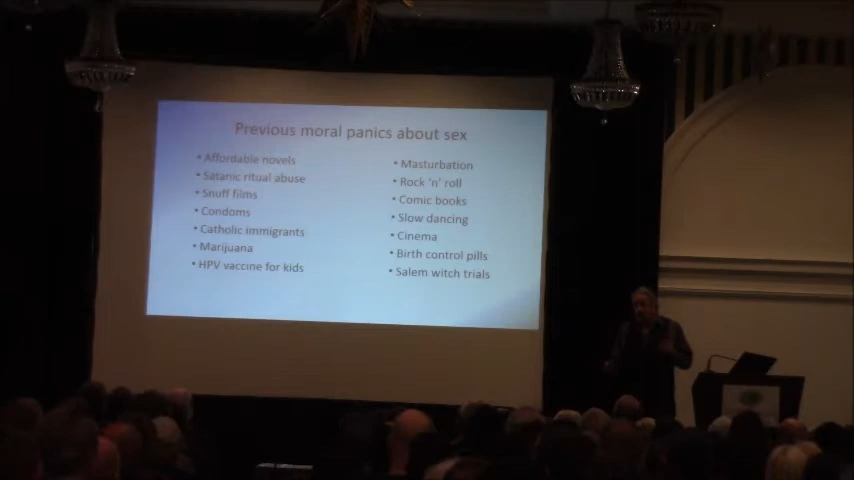 Previous moral panics about sex
• Affordable novels
• Satanic ritual abuse
• Snuff films
• Condoms
• Catholic immigrants
• Marijuana
• HPV vaccine for kids
• Masturbation
• Rock 'n' roll
• Comic books
• Slow dancing
• Cinema
• Birth control pills
• Salem witch trials